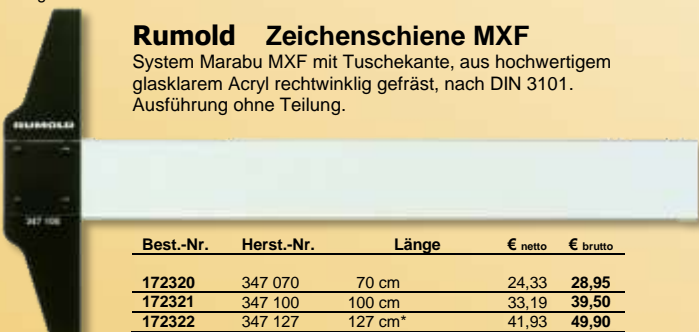 Rumold Zeichenschiene MXF
System Marabu MXF mit Tuschekante, aus hochwertigem
glasklarem Acryl rechtwinklig gefräst, nach DIN 3101.
Ausführung ohne Teilung.
RUMOLD
Best.-Nr. Herst.-Nr. Länge € netto € brutto
172320 347 070 70 cm 24,33 28,95
172321 347 100 100 cm 33,19 39,50
172322 347 127 127 cm* 41,93 49,90